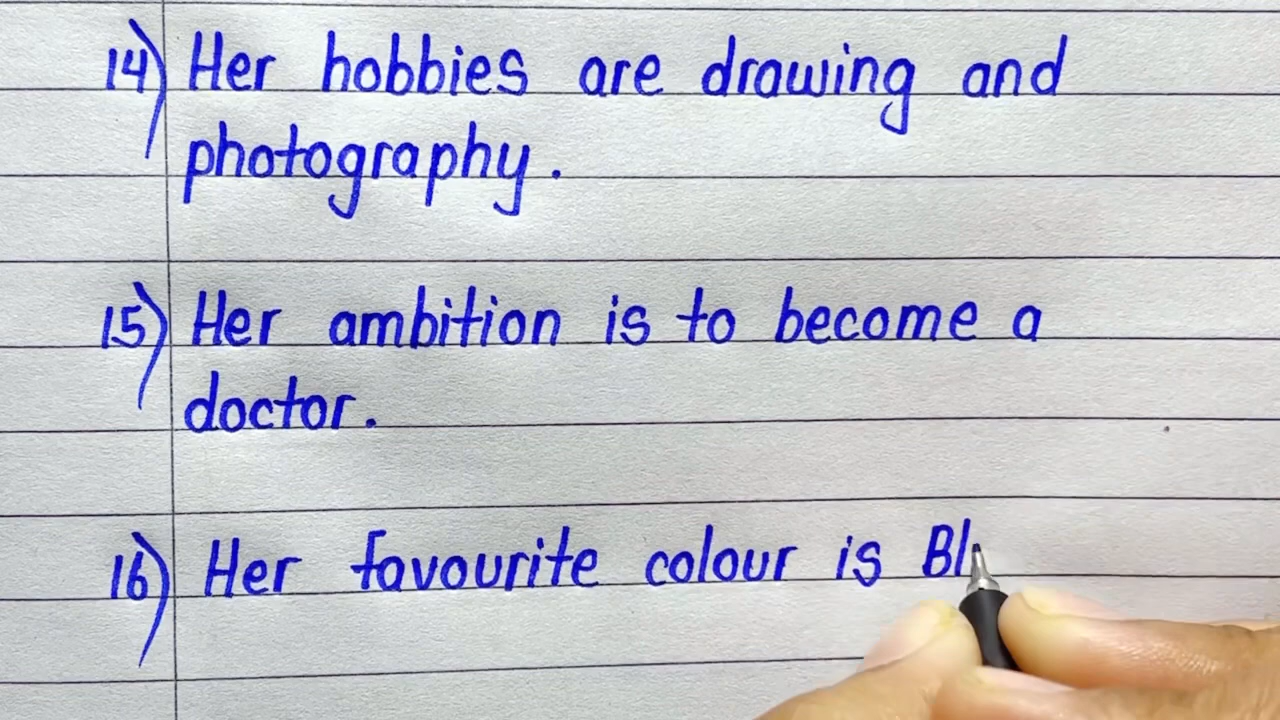 14) Her hobbies are drawing and
photography.
15) Her ambition is to become a
doctor.
16) Her favourite colour is Bl